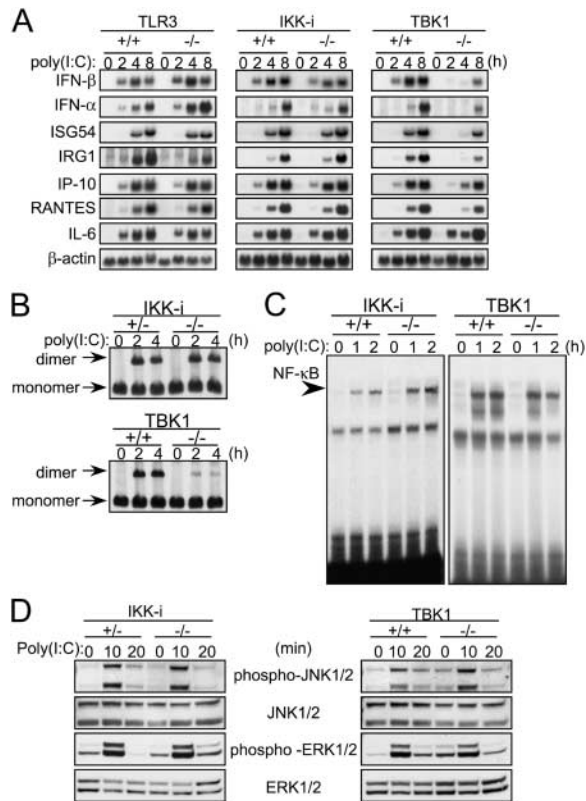 A
TLR3 IKK-i TBK1
+/+ -/- +/+ -/- +/+ -/-
poly(I:C) 0 2 4 8 0 2 4 8 0 2 4 8 0 2 4 8 0 2 4 8 0 2 4 8 (h)
IFN-β
IFN-α
ISG54
IRG1
IP-10
RANTES
IL-6
β-actin
B
IKK-i
+/- -/-
poly(I:C) 0 2 4 0 2 4 (h)
dimer
monomer
TBK1
+/+ -/-
0 2 4 0 2 4 (h)
dimer
monomer
C
IKK-i TBK1
+/+ -/- +/+ -/-
poly(I:C) 0 1 2 0 1 2 0 1 2 0 1 2 (h)
NF-κB
D
IKK-i TBK1
+/- -/- +/+ -/-
Poly(I:C): 0 10 20 0 10 20 (min) 0 10 20 0 10 20
phospho-JNK1/2
JNK1/2
phospho -ERK1/2
ERK1/2